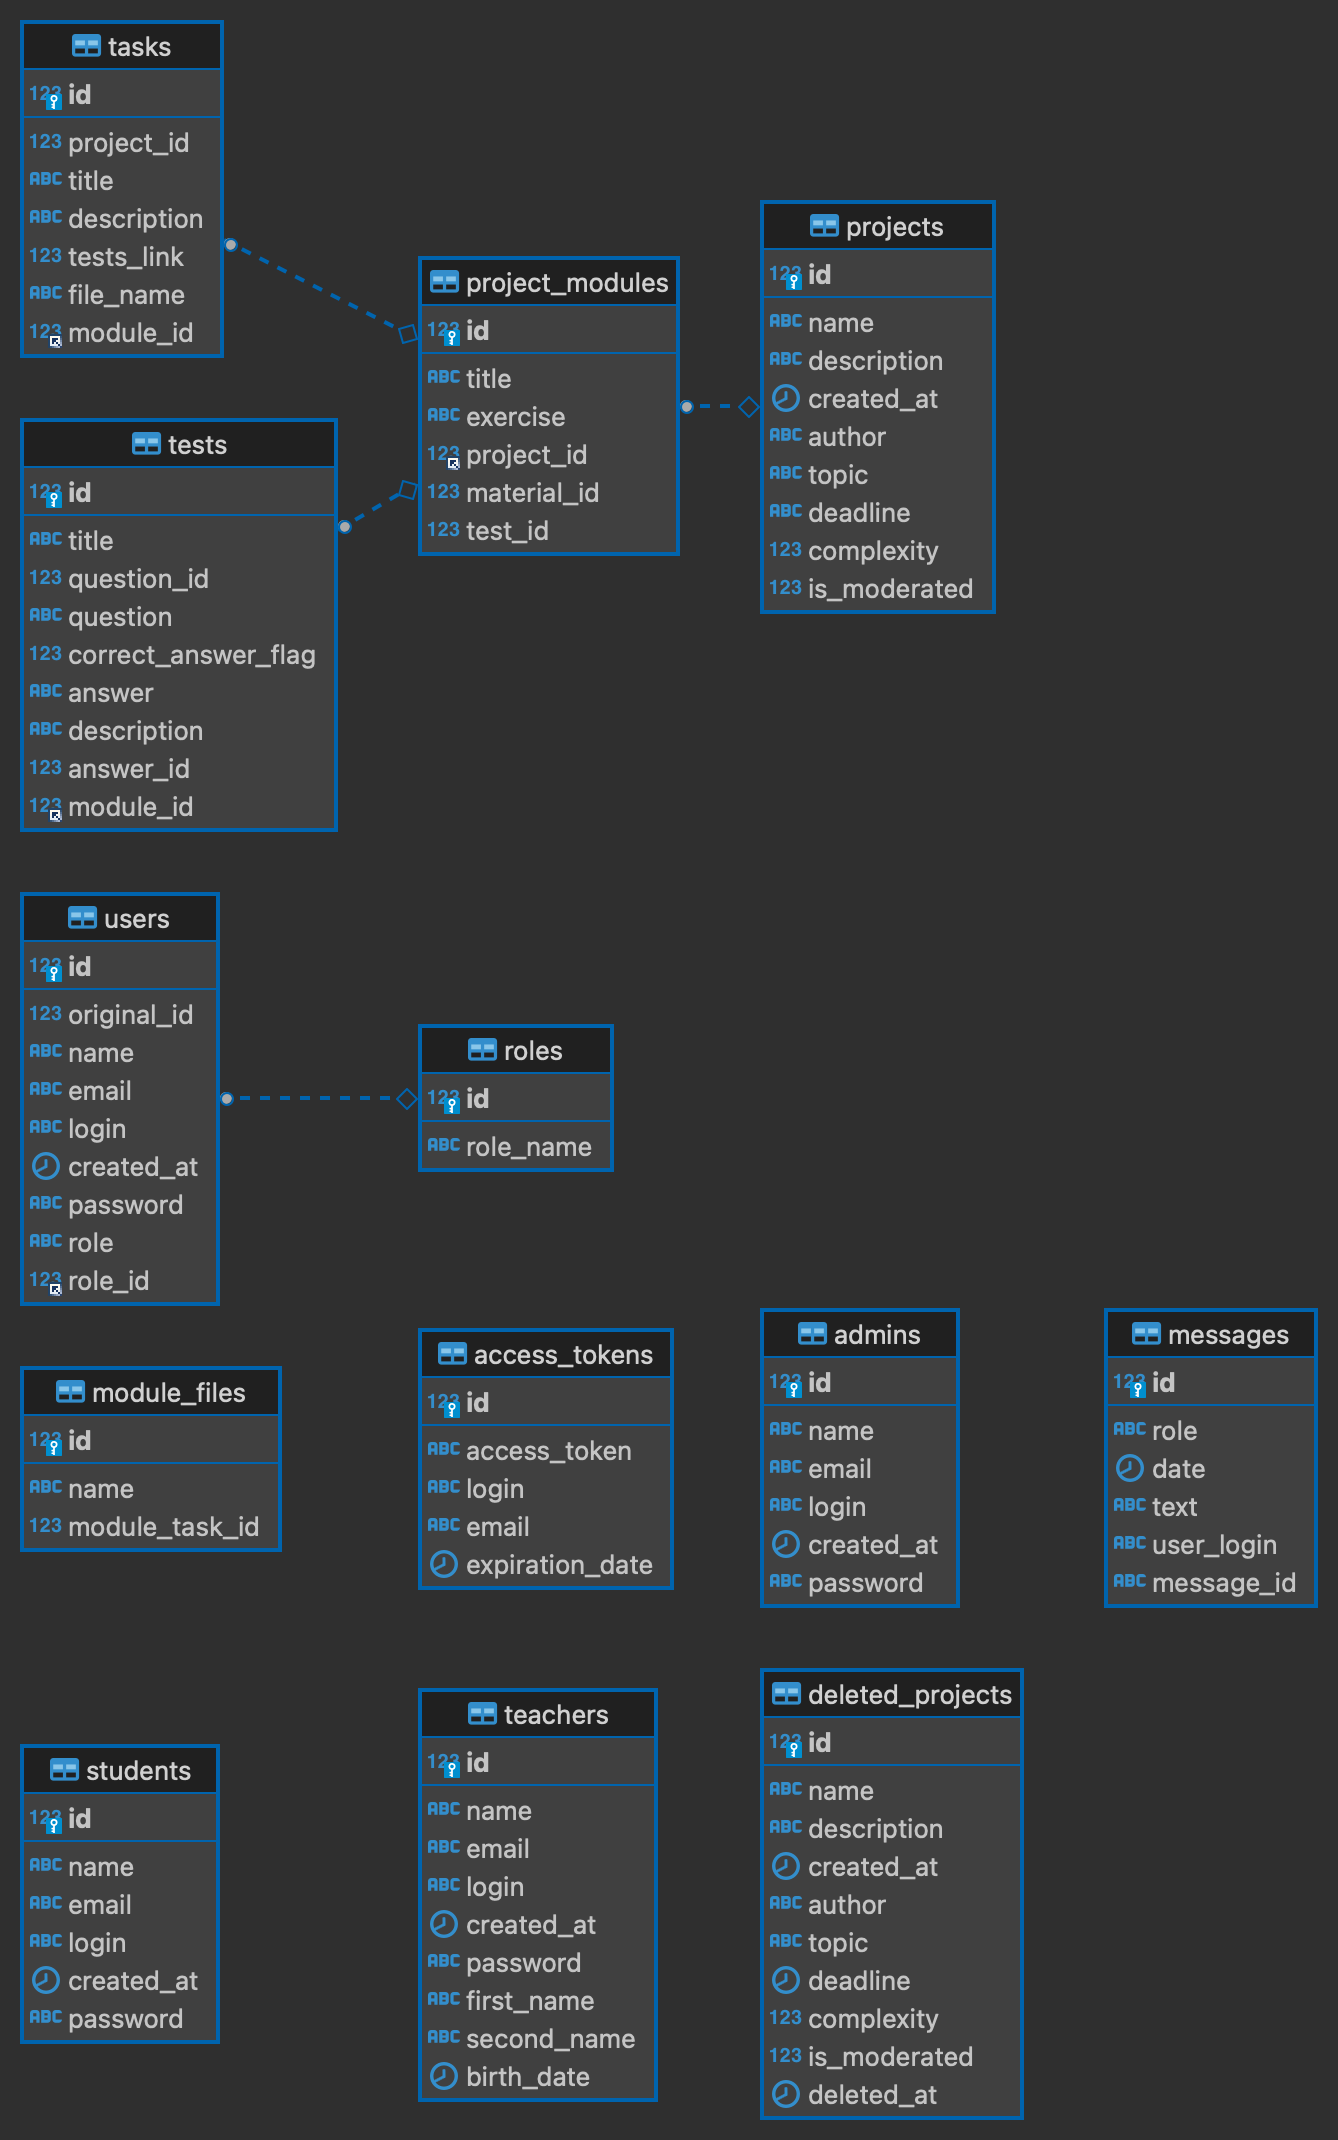 tasks
123 id
123 project_id
ABC title
ABC description
123 tests_link
ABC file_name
123 module_id
project_modules
123 id
ABC title
ABC exercise
123 project_id
123 material_id
123 test_id
projects
123 id
ABC name
ABC description
created_at
ABC author
ABC topic
ABC deadline
123 complexity
123 is_moderated
tests
123 id
ABC title
123 question_id
ABC question
123 correct_answer_flag
ABC answer
ABC description
123 answer_id
123 module_id
users
123 id
123 original_id
ABC name
ABC email
ABC login
created_at
ABC password
ABC role
123 role_id
roles
123 id
ABC role_name
module_files
123 id
ABC name
123 module_task_id
access_tokens
123 id
ABC access_token
ABC login
ABC email
expiration_date
admins
123 id
ABC name
ABC email
ABC login
created_at
ABC password
messages
123 id
ABC role
date
ABC text
ABC user_login
ABC message_id
students
123 id
ABC name
ABC email
ABC login
created_at
ABC password
teachers
123 id
ABC name
ABC email
ABC login
created_at
ABC password
ABC first_name
ABC second_name
birth_date
deleted_projects
123 id
ABC name
ABC description
created_at
ABC author
ABC topic
deadline
123 complexity
123 is_moderated
deleted_at